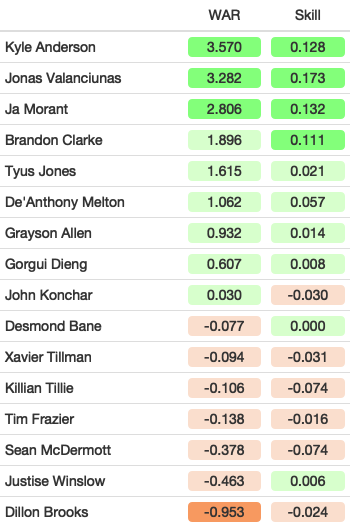 WAR Skill
Kyle Anderson 3.570 0.128
Jonas Valanciunas 3.282 0.173
Ja Morant 2.806 0.132
Brandon Clarke 1.896 0.111
Tyus Jones 1.615 0.021
De'Anthony Melton 1.062 0.057
Grayson Allen 0.932 0.014
Gorgui Dieng 0.607 0.008
John Konchar 0.030 -0.030
Desmond Bane -0.077 0.000
Xavier Tillman -0.094 -0.031
Killian Tillie -0.106 -0.074
Tim Frazier -0.138 -0.016
Sean McDermott -0.378 -0.074
Justise Winslow -0.463 0.006
Dillon Brooks -0.953 -0.024